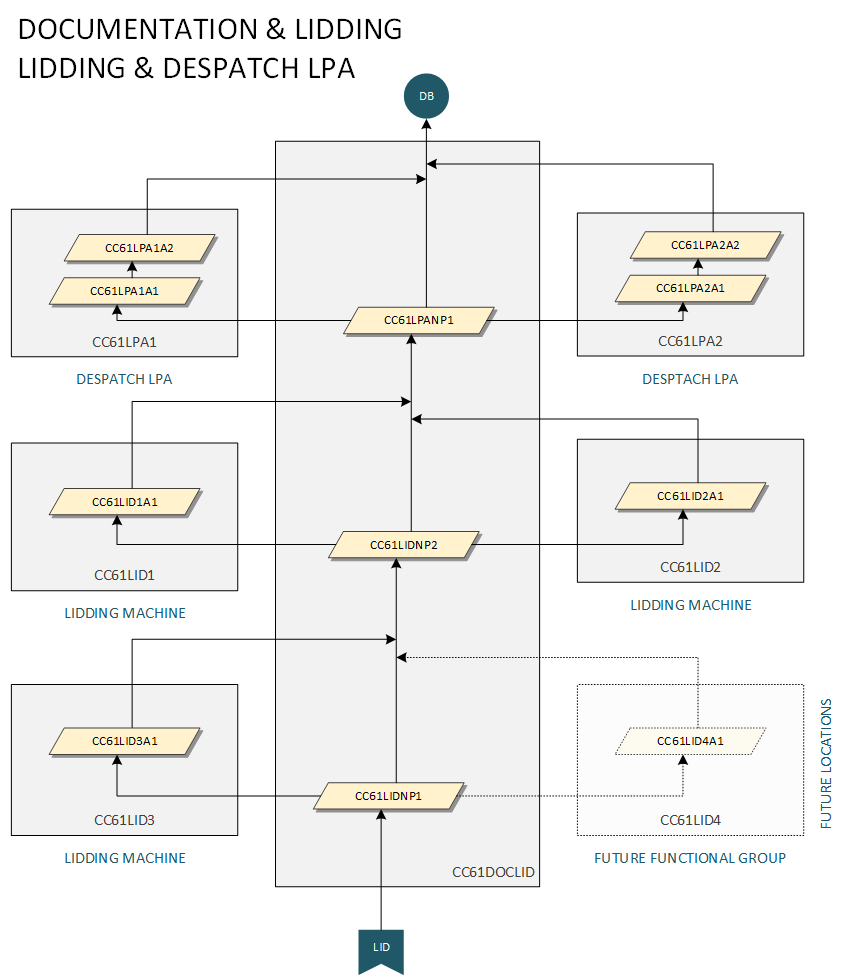 DOCUMENTATION & LIDDING
LIDDING & DESPATCH LPA
DB
CC61LPA1A2
CC61LPA1A1
CC61LPA1
DESPATCH LPA
CC61LPA2A2
CC61LPA2A1
CC61LPA2
DESPTACH LPA
CC61LPANP1
CC61LID1A1
CC61LID1
LIDDING MACHINE
CC61LID2A1
CC61LID2
LIDDING MACHINE
CC61LIDNP2
CC61LID3A1
CC61LID3
LIDDING MACHINE
CC61LID4A1
CC61LID4
FUTURE FUNCTIONAL GROUP
FUTURE LOCATIONS
CC61LIDNP1
CC61DOCLID
LID